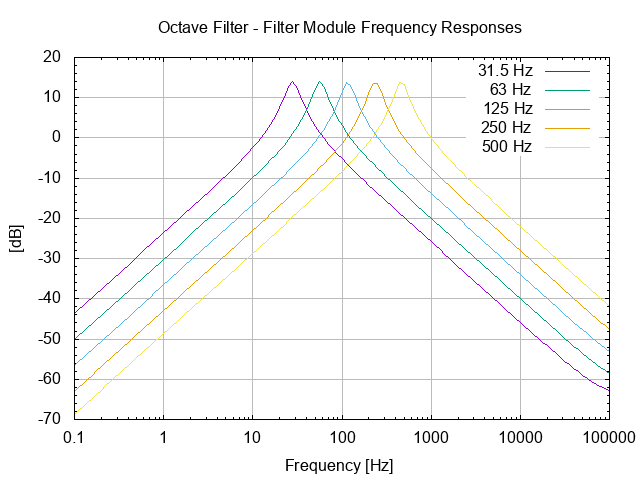 Octave Filter - Filter Module Frequency Responses
20
10
0
-10
-20
-30
-40
-50
-60
-70
[dB]
31.5 Hz
63 Hz
125 Hz
250 Hz
500 Hz
0.1 1 10 100 1000 10000 100000
Frequency [Hz]